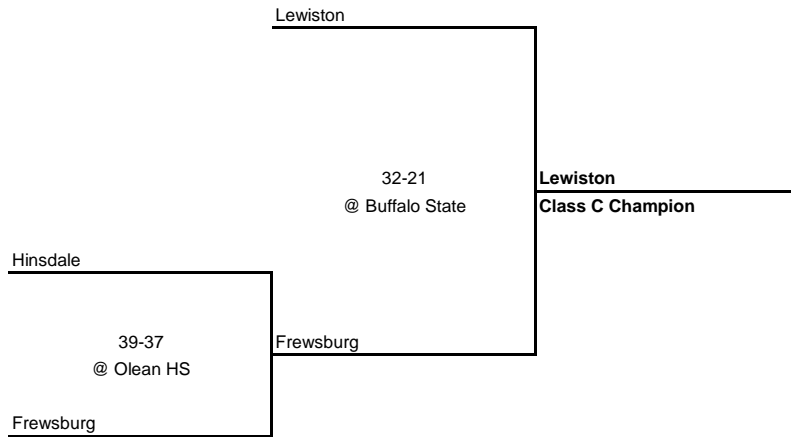 Lewiston
32-21
@ Buffalo State
Lewiston
Class C Champion
Hinsdale
39-37
@ Olean HS
Frewsburg
Frewsburg